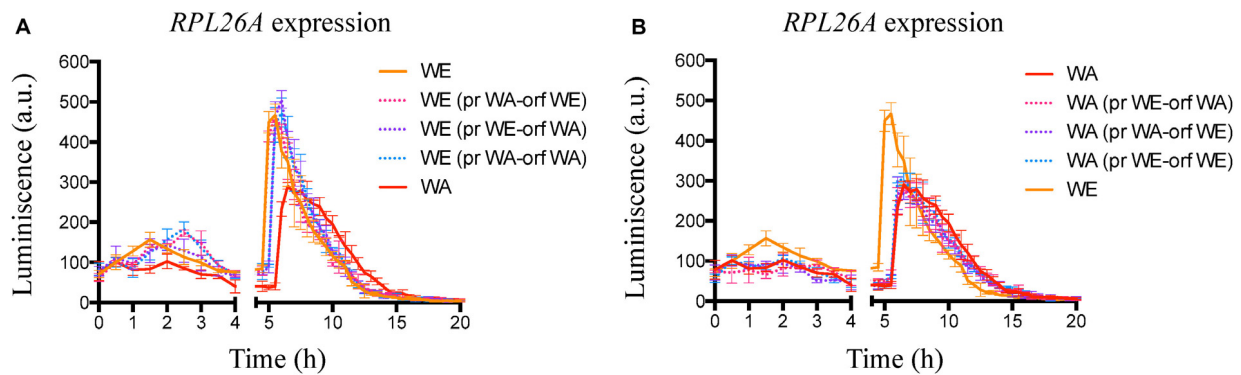 A
RPL26A expression
Luminiscence (a.u.)
600
500
400
300
200
100
0
0 1 2 3 4 5 10 15 20
Time (h)
WE
WE (pr WA-orf WE)
WE (pr WE-orf WA)
WE (pr WA-orf WA)
WA
B
RPL26A expression
Luminiscence (a.u.)
600
500
400
300
200
100
0
0 1 2 3 4 5 10 15 20
Time (h)
WA
WA (pr WE-orf WA)
WA (pr WA-orf WE)
WA (pr WE-orf WE)
WE